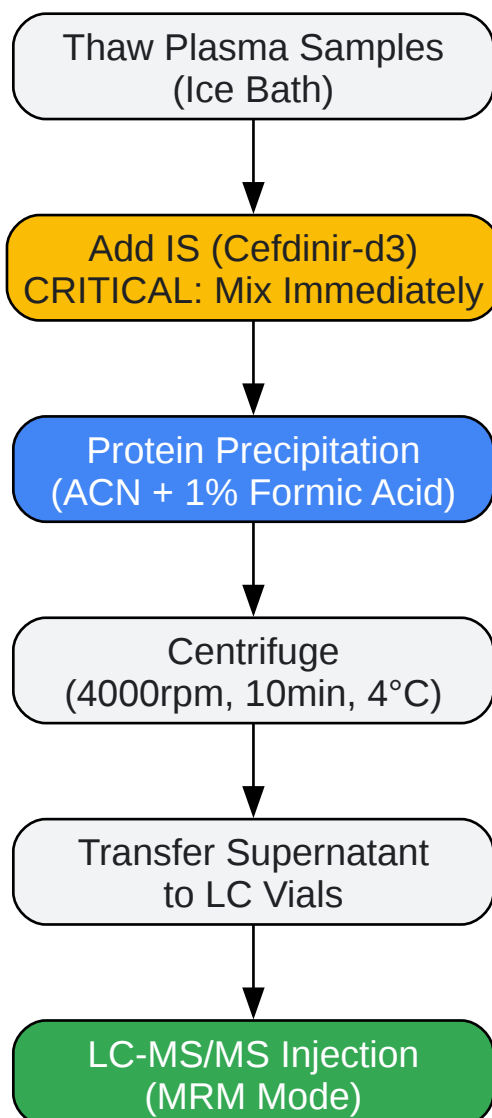 Thaw Plasma Samples
(Ice Bath)
Add IS (Cefdinir-d3)
CRITICAL: Mix Immediately
Protein Precipitation
(ACN + 1% Formic Acid)
Centrifuge
(4000rpm, 10min, 4°C)
Transfer Supernatant
to LC Vials
LC-MS/MS Injection
(MRM Mode)